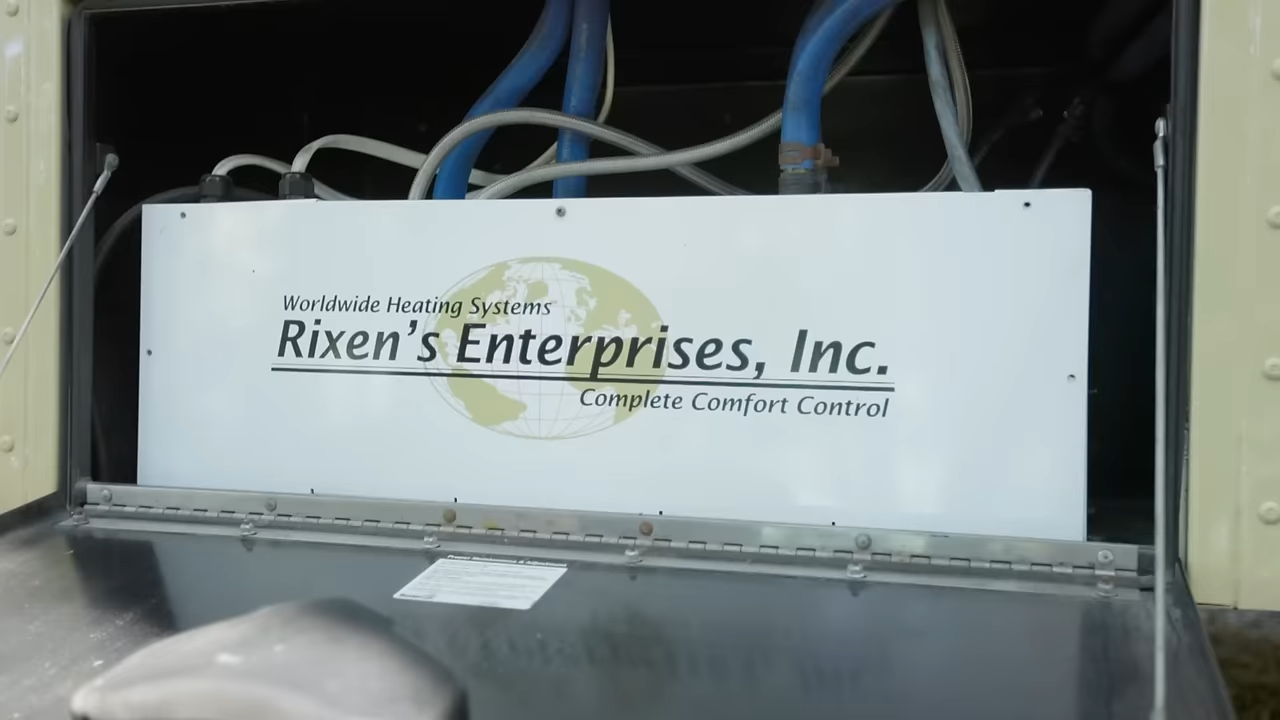 Worldwide Heating Systems
Rixen's Enterprises, Inc.
Complete Comfort Control